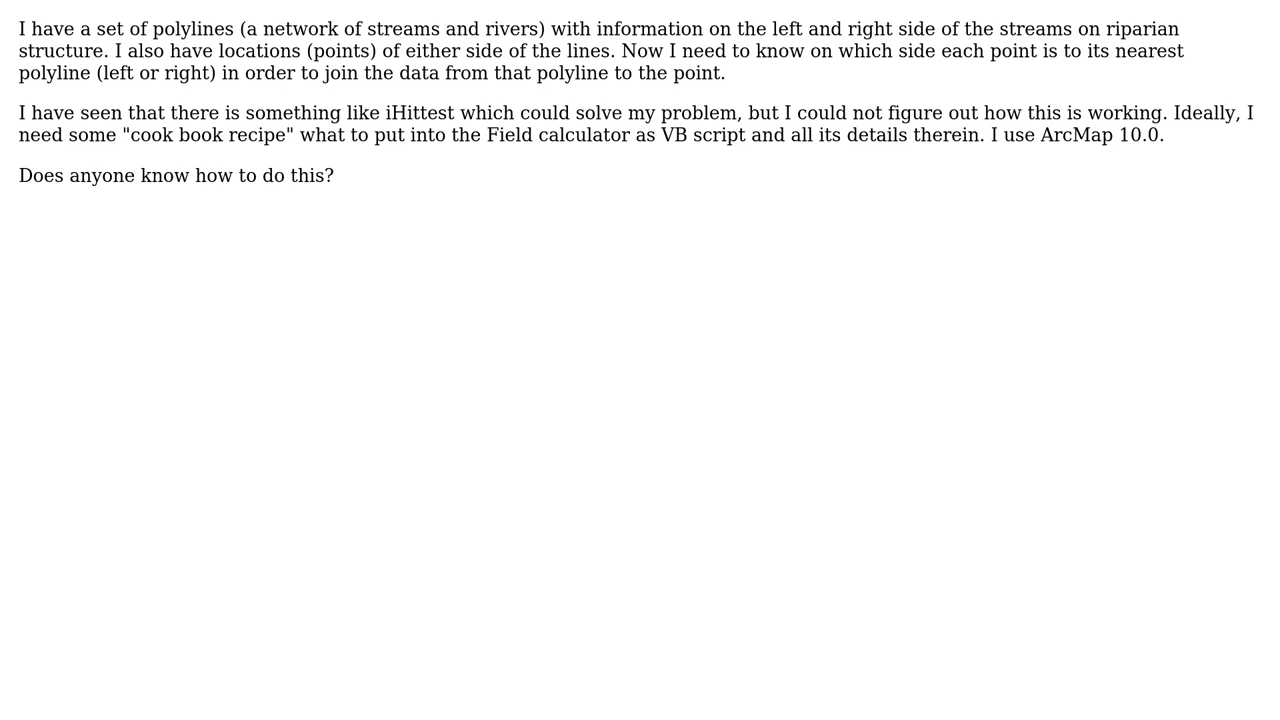 I have a set of polylines (a network of streams and rivers) with information on the left and right side of the streams on riparian
structure. I also have locations (points) of either side of the lines. Now I need to know on which side each point is to its nearest
polyline (left or right) in order to join the data from that polyline to the point.
I have seen that there is something like iHittest which could solve my problem, but I could not figure out how this is working. Ideally, I
need some "cook book recipe" what to put into the Field calculator as VB script and all its details therein. I use ArcMap 10.0.
Does anyone know how to do this?